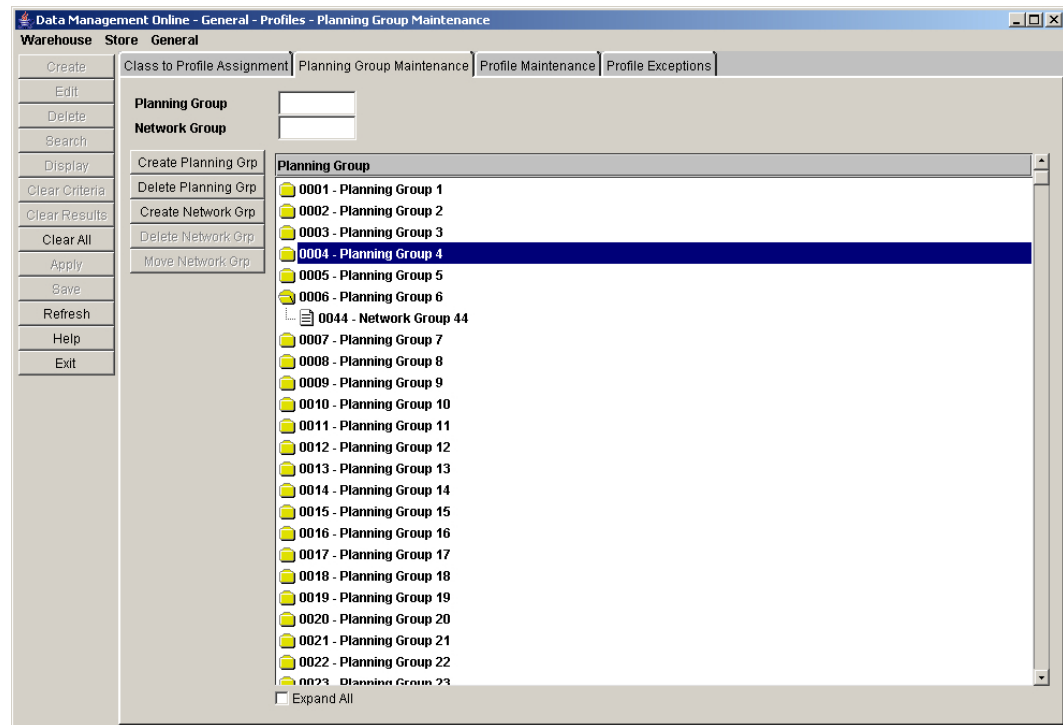 Data Management Online - General - Profiles - Planning Group Maintenance
Warehouse Store General
Create
Edit
Delete
Search
Display
Clear Criteria
Clear Results
Clear All
Apply
Save
Refresh
Help
Exit
Class to Profile Assignment Planning Group Maintenance Profile Maintenance Profile Exceptions
Planning Group
Network Group
Create Planning Grp
Delete Planning Grp
Create Network Grp
Delete Network Grp
Move Network Grp
Planning Group
0001 - Planning Group 1
0002 - Planning Group 2
0003 - Planning Group 3
0004 - Planning Group 4
0005 - Planning Group 5
0006 - Planning Group 6
0044 - Network Group 44
0007 - Planning Group 7
0008 - Planning Group 8
0009 - Planning Group 9
0010 - Planning Group 10
0011 - Planning Group 11
0012 - Planning Group 12
0013 - Planning Group 13
0014 - Planning Group 14
0015 - Planning Group 15
0016 - Planning Group 16
0017 - Planning Group 17
0018 - Planning Group 18
0019 - Planning Group 19
0020 - Planning Group 20
0021 - Planning Group 21
0022 - Planning Group 22
0023 - Planning Group 23
Expand All